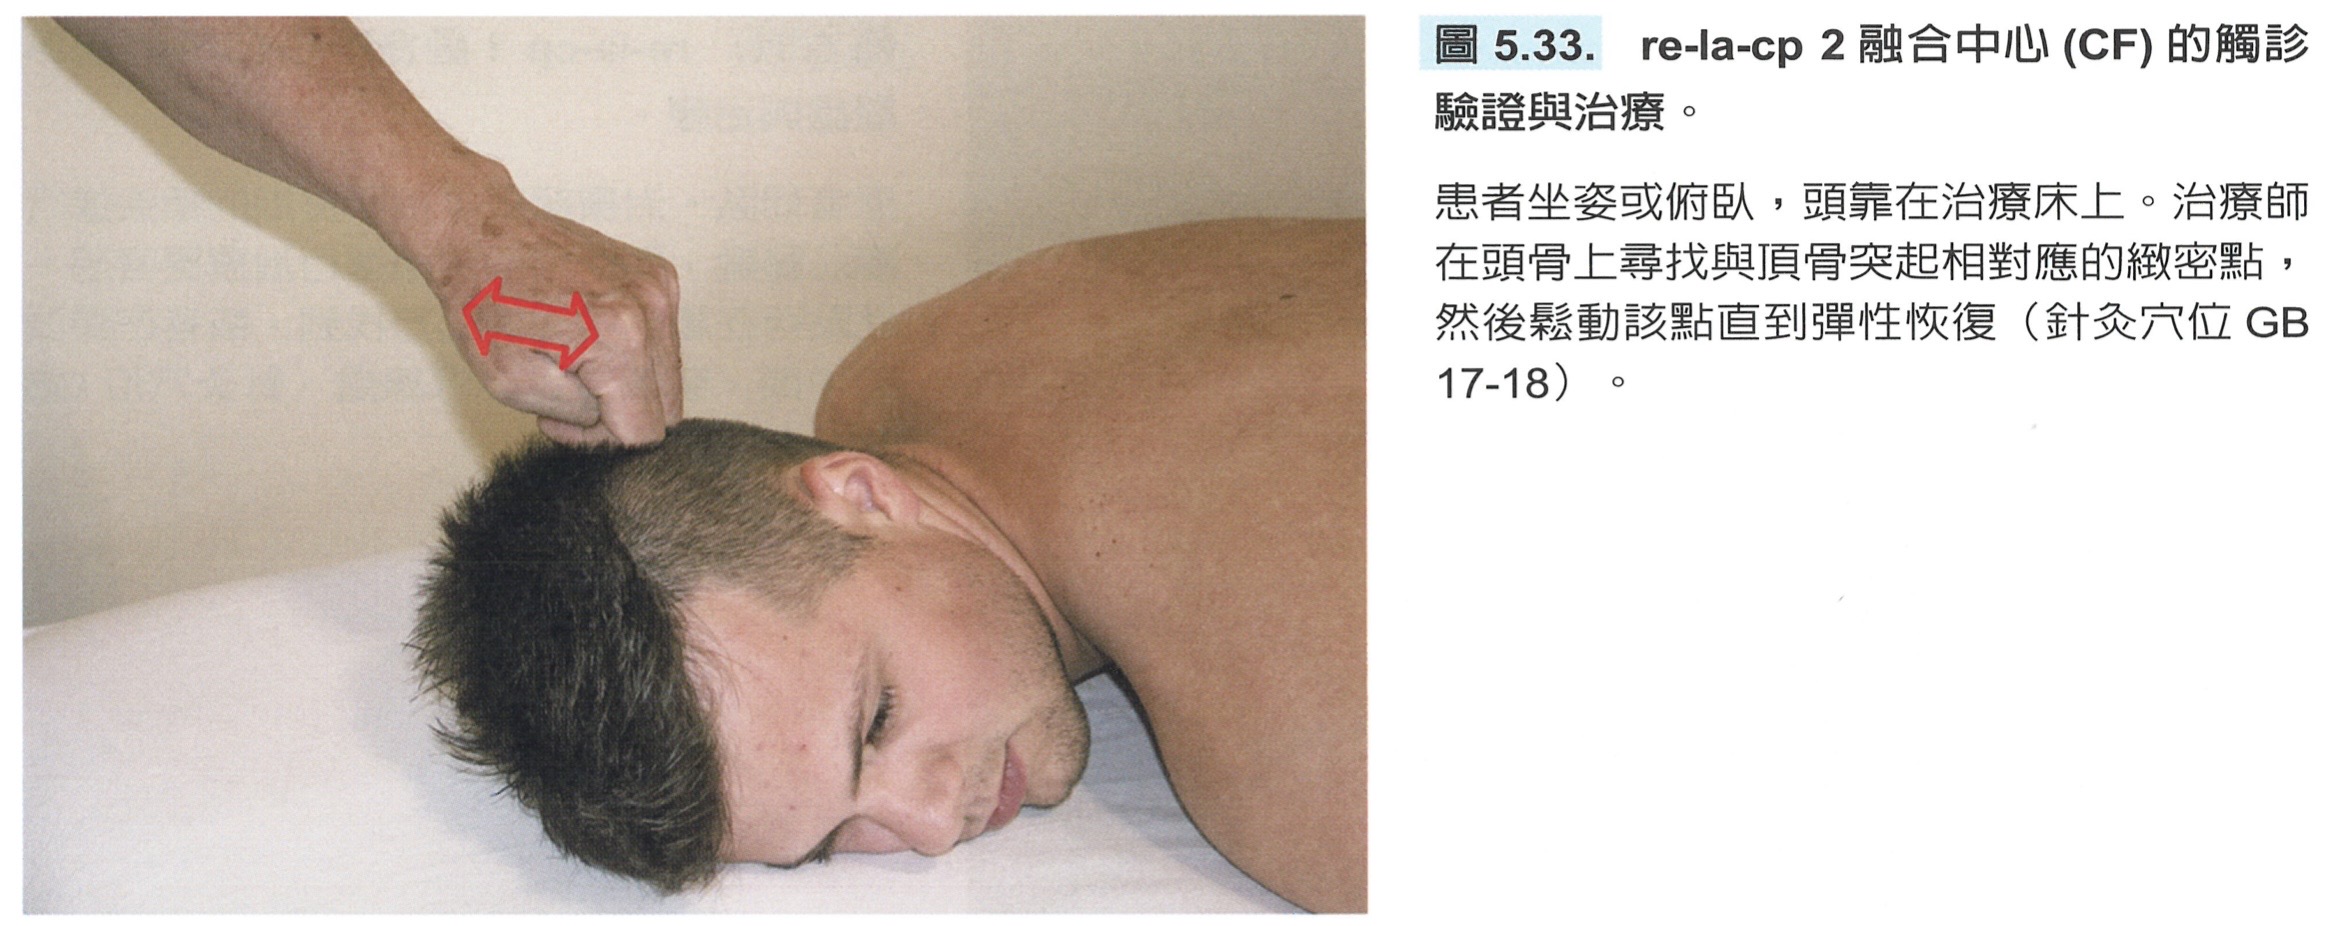 圖 5.33. re-la-cp 2 融合中心 (CF) 的觸診
驗證與治療。
患者坐姿或俯臥，頭靠在治療床上。治療師
在頭骨上尋找與頂骨突起相對應的緻密點，
然後鬆動該點直到彈性恢復（針灸穴位 GB
17-18）。